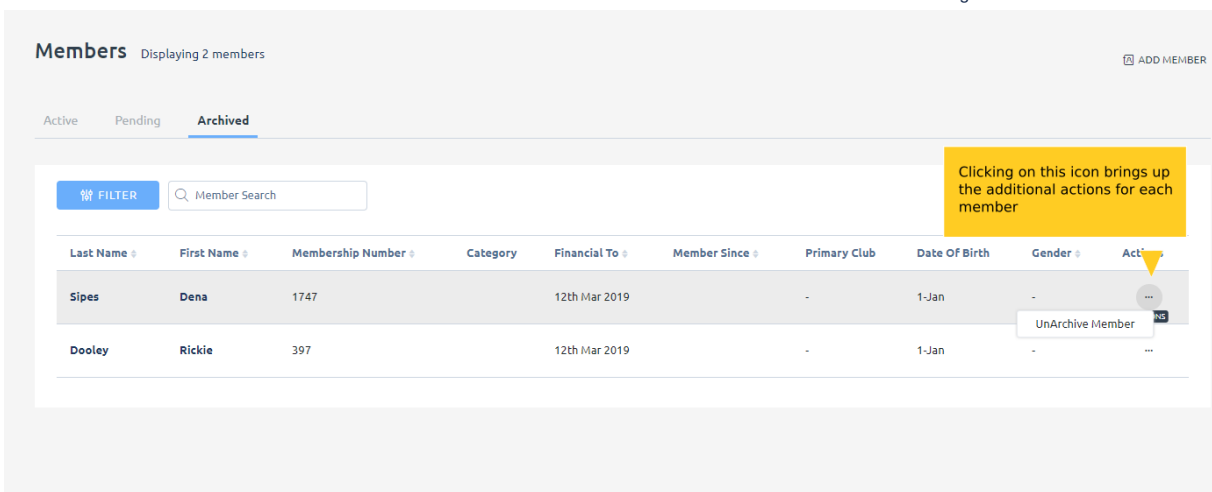 Members Displaying 2 members
ADD MEMBER
Active Pending Archived
Clicking on this icon brings up
the additional actions for each
member
FILTER Member Search
Last Name First Name Membership Number Category Financial To Member Since Primary Club Date Of Birth Gender
Sipes Dena 1747 12th Mar 2019 - 1-Jan - ...
UnArchive Member
Dooley Rickie 397 12th Mar 2019 - 1-Jan - ...